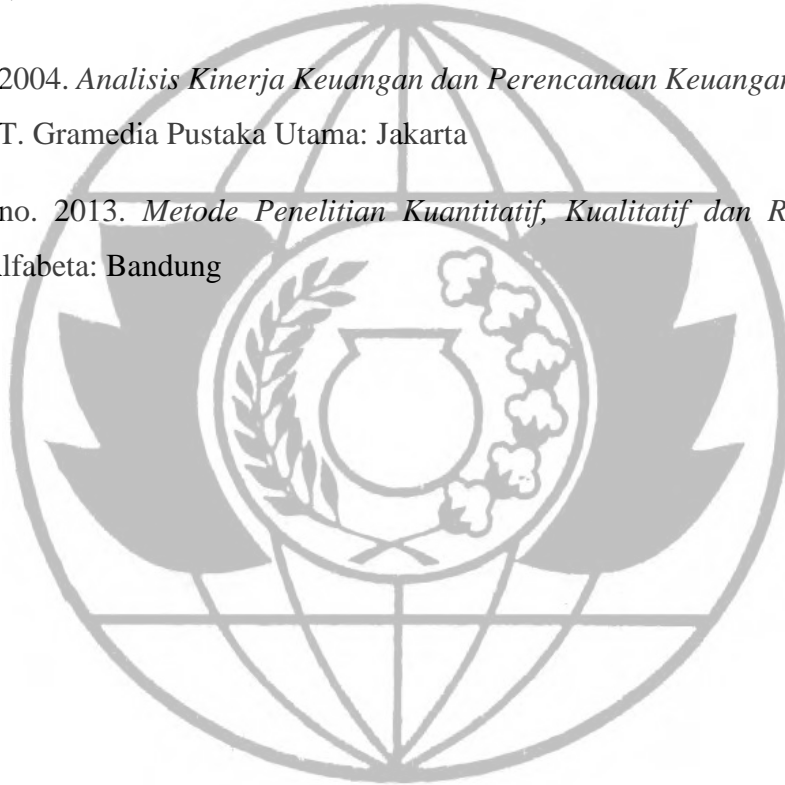 2004. Analisis Kinerja Keuangan dan Perencanaan Keuangan
T. Gramedia Pustaka Utama: Jakarta
no. 2013. Metode Penelitian Kuantitatif, Kualitatif dan R
lfabeta: Bandung